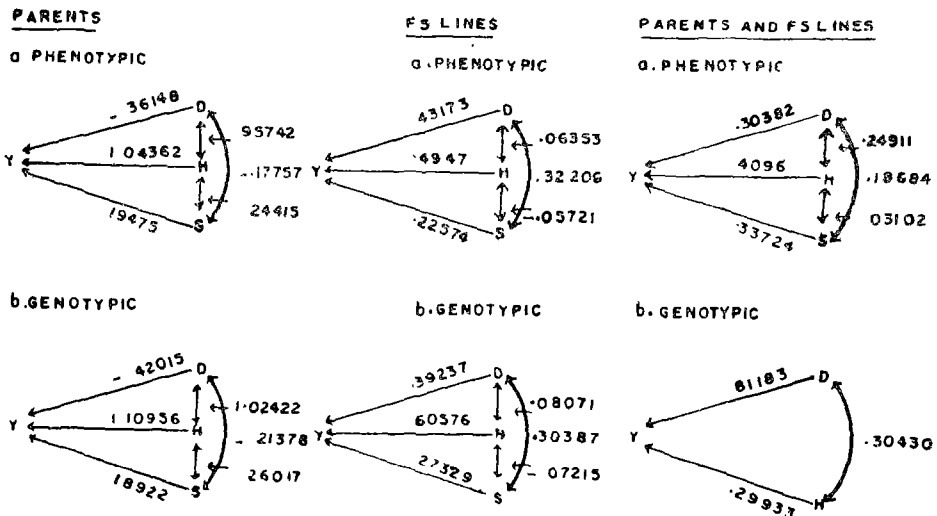 PARENTS
a PHENOTYPIC
- 36148
D
95742
Y
1 04362
H
-.17757
24415
19475
S
F5 LINES
a.PHENOTYPIC
43173
D
.06353
Y
.4947
H
.32206
-.05721
.22574
S
PARENTS AND F5 LINES
a. PHENOTYPIC
.30382
D
.24911
Y
4096
H
.18684
03102
.33724
S
b.GENOTYPIC
- 42015
D
1.02422
Y
1 10956
H
- 21378
26017
18922
S
b.GENOTYPIC
.39237
D
.08071
Y
60576
H
.30387
- 07215
27329
S
b. GENOTYPIC
81183
D
Y
.30430
.29933
H